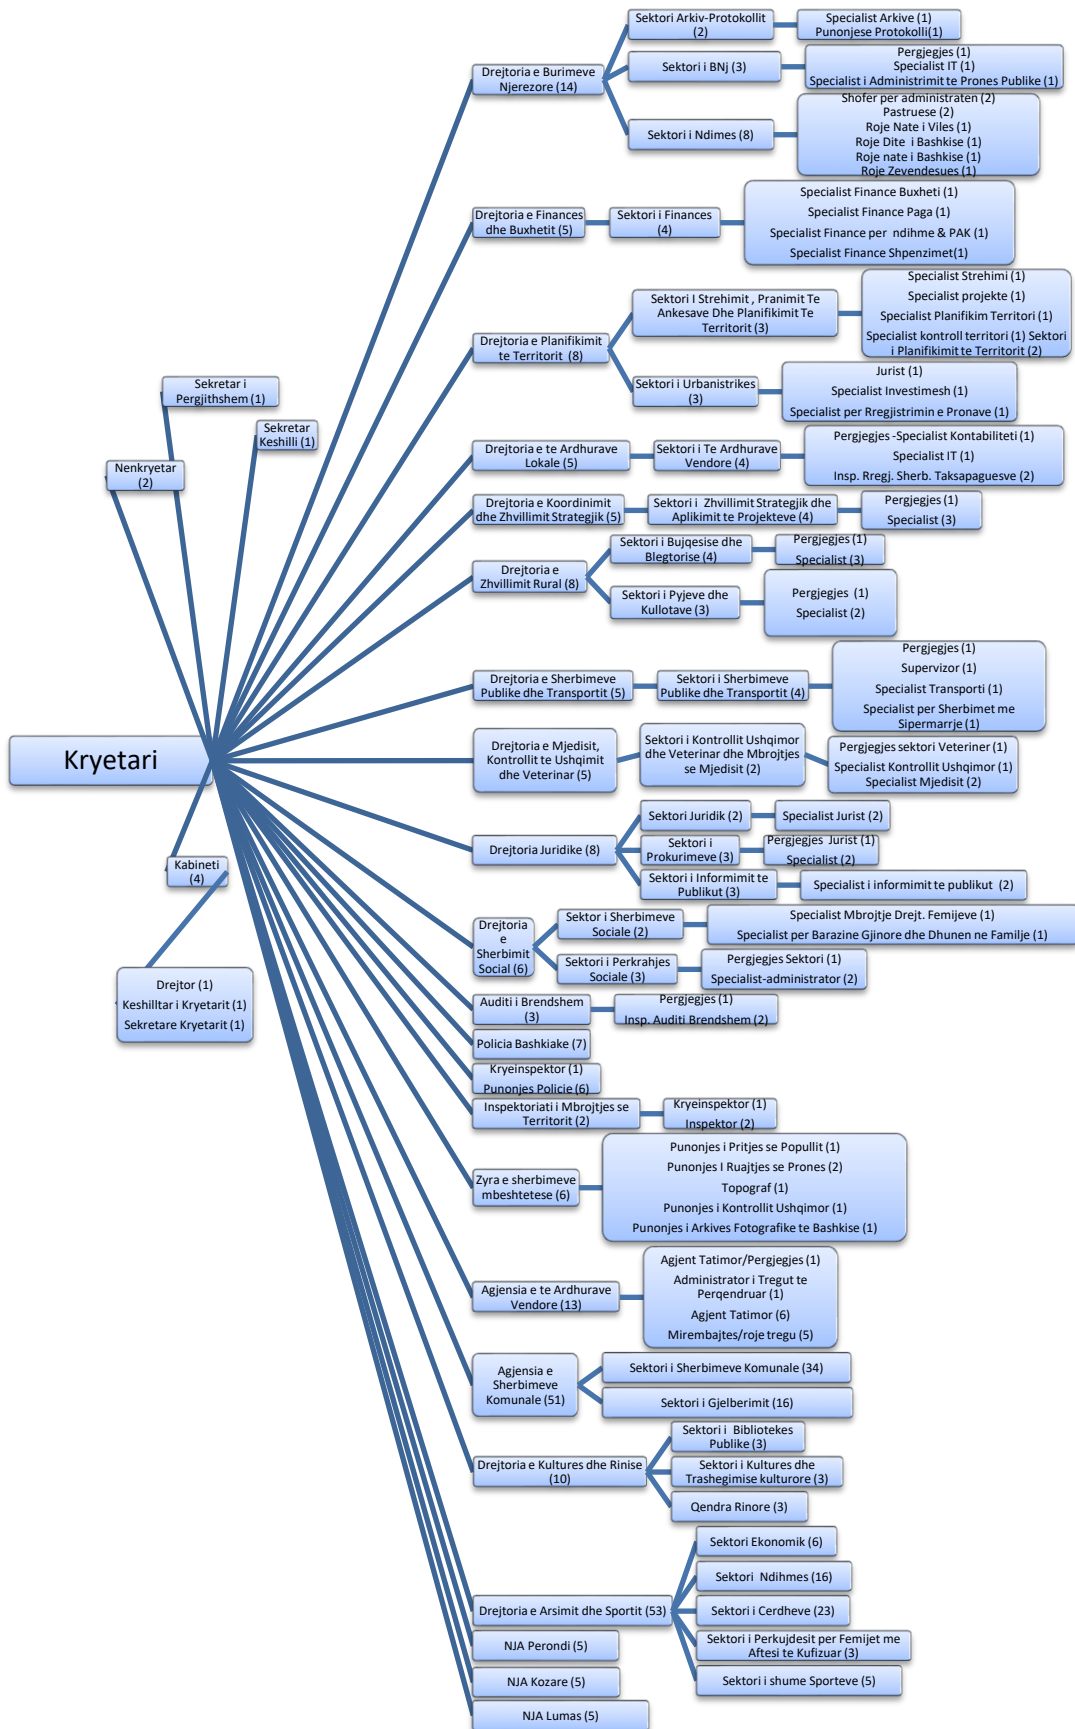 Kryetari
Sekretar i
Pergjithshem (1)
Sekretar
Keshilli (1)
Nenkryetar
(2)
Kabineti
(4)
Drejtor (1)
Keshilltar i Kryetarit (1)
Sekretare Kryetarit (1)
Drejtoria e Burimeve
Njerezore (14)
Sektori Arkiv-Protokollit
(2)
Specialist Arkive (1)
Punonjese Protokolli(1)
Sektori i BNj (3)
Pergjegjes (1)
Specialist IT (1)
Specialist i Administrimit te Prones Publike (1)
Sektori i Ndimes (8)
Shofer per administraten (2)
Pastruese (2)
Roje Nate i Viles (1)
Roje Dite i Bashkise (1)
Roje nate i Bashkise (1)
Roje Zevendesues (1)
Drejtoria e Finances
dhe Buxhetit (5)
Sektori i Finances
(4)
Specialist Finance Buxheti (1)
Specialist Finance Paga (1)
Specialist Finance per ndihme & PAK (1)
Specialist Finance Shpenzimet(1)
Drejtoria e Planifikimit
te Territorit (8)
Sektori I Strehimit , Pranimit Te
Ankesave Dhe Planifikimit Te
Territorit (3)
Specialist Strehimi (1)
Specialist projekte (1)
Specialist Planifikim Territori (1)
Specialist kontroll territori (1) Sektori
i Planifikimit te Territorit (2)
Sektori i Urbanistrikes
(3)
Jurist (1)
Specialist Investimesh (1)
Specialist per Rregjistrimin e Pronave (1)
Drejtoria e te Ardhurave
Lokale (5)
Sektori i Te Ardhurave
Vendore (4)
Pergjegjes -Specialist Kontabiliteti (1)
Specialist IT (1)
Insp. Rregj. Sherb. Taksapaguesve (2)
Drejtoria e Koordinimit
dhe Zhvillimit Strategjik (5)
Sektori i Zhvillimit Strategjik dhe
Aplikimit te Projekteve (4)
Pergjegjes (1)
Specialist (3)
Drejtoria e
Zhvillimit Rural (8)
Sektori i Bujqesise dhe
Blegtorise (4)
Pergjegjes (1)
Specialist (3)
Sektori i Pyjeve dhe
Kullotave (3)
Pergjegjes (1)
Specialist (2)
Drejtoria e Sherbimeve
Publike dhe Transportit (5)
Sektori i Sherbimeve
Publike dhe Transportit (4)
Pergjegjes (1)
Supervizor (1)
Specialist Transporti (1)
Specialist per Sherbimet me
Sipermarrje (1)
Drejtoria e Mjedisit,
Kontrollit te Ushqimit
dhe Veterinar (5)
Sektori i Kontrollit Ushqimor
dhe Veterinar dhe Mbrojtjes
se Mjedisit (2)
Pergjegjes sektori Veteriner (1)
Specialist Kontrollit Ushqimor (1)
Specialist Mjedisit (2)
Drejtoria Juridike (8)
Sektori Juridik (2)
Specialist Jurist (2)
Sektori i
Prokurimeve (3)
Pergjegjes Jurist (1)
Specialist (2)
Sektori i Informimit te
Publikut (3)
Specialist i informimit te publikut (2)
Drejtoria
e
Sherbimit
Social (6)
Sektor i Sherbimeve
Sociale (2)
Specialist Mbrojtje Drejt. Femijeve (1)
Specialist per Barazine Gjinore dhe Dhunen ne Familje (1)
Sektori i Perkrahjes
Sociale (3)
Pergjegjes Sektori (1)
Specialist-administrator (2)
Auditi i Brendshem
(3)
Pergjegjes (1)
Insp. Auditi Brendshem (2)
Policia Bashkiake (7)
Kryeinspektor (1)
Punonjes Policie (6)
Inspektoriati i Mbrojtjes se
Territorit (2)
Kryeinspektor (1)
Inspektor (2)
Zyra e sherbimeve
mbeshtetese (6)
Punonjes i Pritjes se Popullit (1)
Punonjes I Ruajtjes se Prones (2)
Topograf (1)
Punonjes i Kontrollit Ushqimor (1)
Punonjes i Arkives Fotografike te Bashkise (1)
Agjensia e te Ardhurave
Vendore (13)
Agjent Tatimor/Pergjegjes (1)
Administrator i Tregut te
Perqendruar (1)
Agjent Tatimor (6)
Mirembajtes/roje tregu (5)
Agjensia e
Sherbimeve
Komunale (51)
Sektori i Sherbimeve Komunale (34)
Sektori i Gjelberimit (16)
Drejtoria e Kultures dhe Rinise
(10)
Sektori i Bibliotekes
Publike (3)
Sektori i Kultures dhe
Trashegimise kulturore (3)
Qendra Rinore (3)
Drejtoria e Arsimit dhe Sportit (53)
Sektori Ekonomik (6)
Sektori Ndihmes (16)
Sektori i Cerdheve (23)
Sektori i Perkujdesit per Femijet me
Aftesi te Kufizuar (3)
Sektori i shume Sporteve (5)
NJA Perondi (5)
NJA Kozare (5)
NJA Lumas (5)